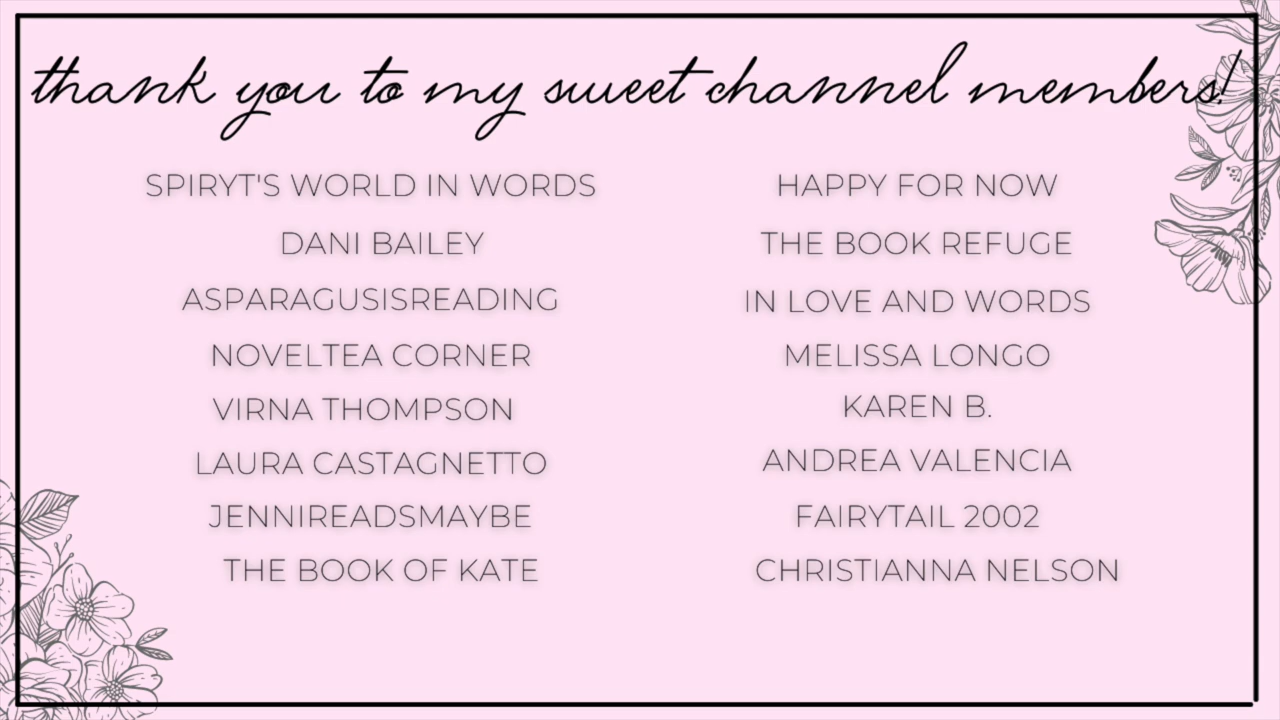 thank you to my sweet channel members!
SPIRYT'S WORLD IN WORDS
DANI BAILEY
ASPARAGUSISREADING
NOVELTEA CORNER
VIRNA THOMPSON
LAURA CASTAGNETTO
JENNIREADSMAYBE
THE BOOK OF KATE
HAPPY FOR NOW
THE BOOK REFUGE
IN LOVE AND WORDS
MELISSA LONGO
KAREN B.
ANDREA VALENCIA
FAIRYTAIL 2002
CHRISTIANNA NELSON